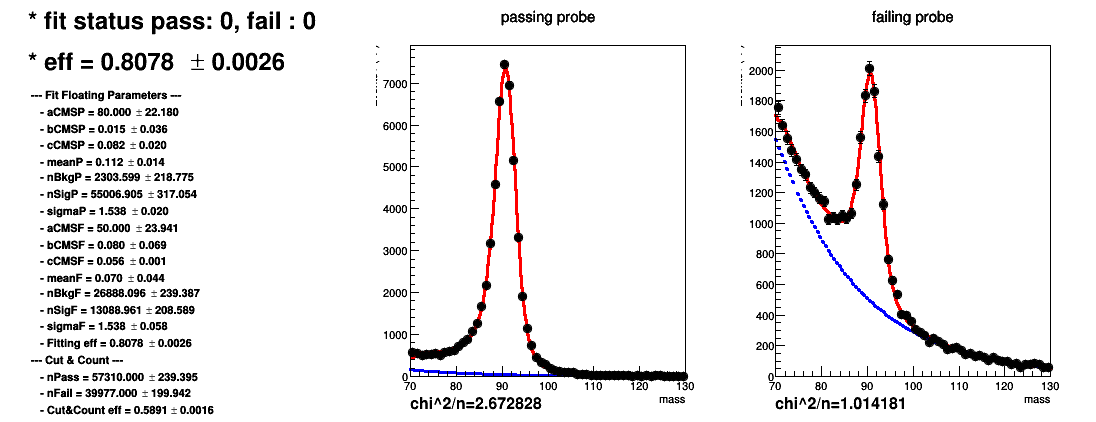 * fit status pass: 0, fail : 0
* eff = 0.8078 ± 0.0026
--- Fit Floating Parameters ---
- aCMSP = 80.000 ± 22.180
- bCMSP = 0.015 ± 0.036
- cCMSP = 0.082 ± 0.020
- meanP = 0.112 ± 0.014
- nBkgP = 2303.599 ± 218.775
- nSigP = 55006.905 ± 317.054
- sigmaP = 1.538 ± 0.020
- aCMSF = 50.000 ± 23.941
- bCMSF = 0.080 ± 0.069
- cCMSF = 0.056 ± 0.001
- meanF = 0.070 ± 0.044
- nBkgF = 26888.096 ± 239.387
- nSigF = 13088.961 ± 208.589
- sigmaF = 1.538 ± 0.058
- Fitting eff = 0.8078 ± 0.0026
--- Cut & Count ---
- nPass = 57310.000 ± 239.395
- nFail = 39977.000 ± 199.942
- Cut&Count eff = 0.5891 ± 0.0016
passing probe
7000
6000
5000
4000
3000
2000
1000
0
70 80 90 100 110 120 130
mass
chi^2/n=2.672828
failing probe
2000
1800
1600
1400
1200
1000
800
600
400
200
0
70 80 90 100 110 120 130
mass
chi^2/n=1.014181